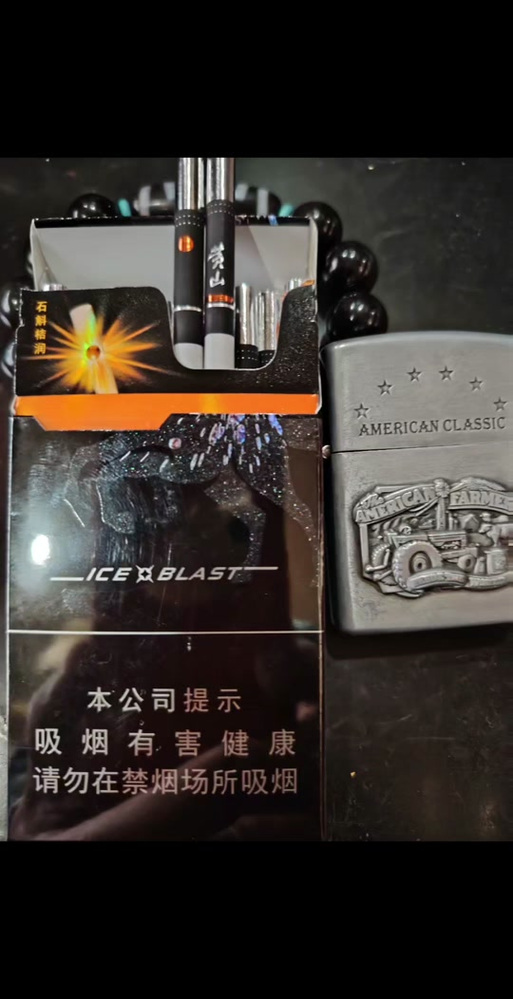 黄山
石斛格润
ICE BLAST
本公司提示
吸烟有害健康
请勿在禁烟场所吸烟
AMERICAN CLASSIC
AMERICAN FARMER